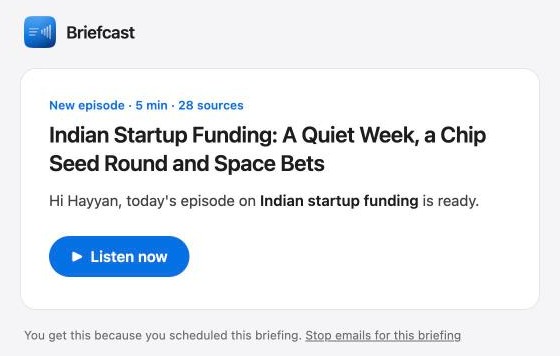 Briefcast
New episode · 5 min · 28 sources
Indian Startup Funding: A Quiet Week, a Chip
Seed Round and Space Bets
Hi Hayyan, today's episode on Indian startup funding is ready.
Listen now
You get this because you scheduled this briefing. Stop emails for this briefing